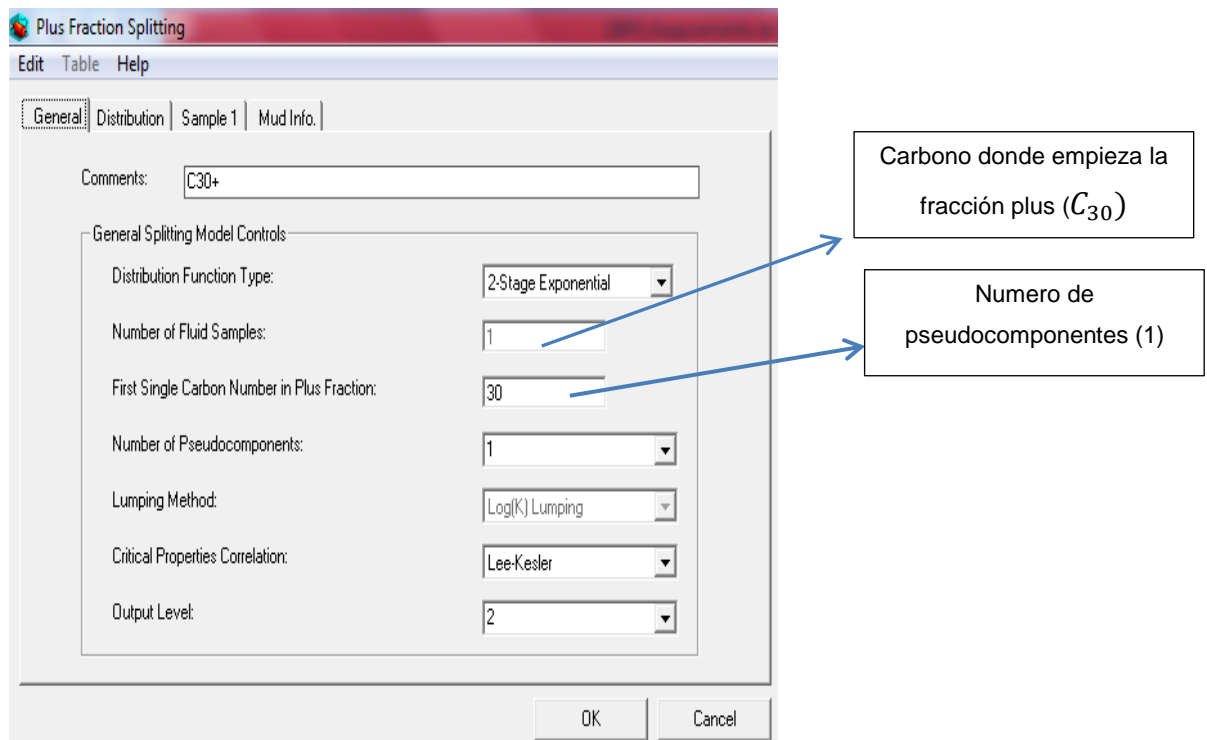 Plus Fraction Splitting
Edit Table Help
General Distribution Sample 1 Mud Info.
Comments: C30+
General Splitting Model Controls
Distribution Function Type: 2-Stage Exponential
Number of Fluid Samples: 1
First Single Carbon Number in Plus Fraction: 30
Number of Pseudocomponents: 1
Lumping Method: Log(K) Lumping
Critical Properties Correlation: Lee-Kesler
Output Level: 2
OK Cancel
Carbono donde empieza la
fracción plus (C₃₀)
Numero de
pseudocomponentes (1)